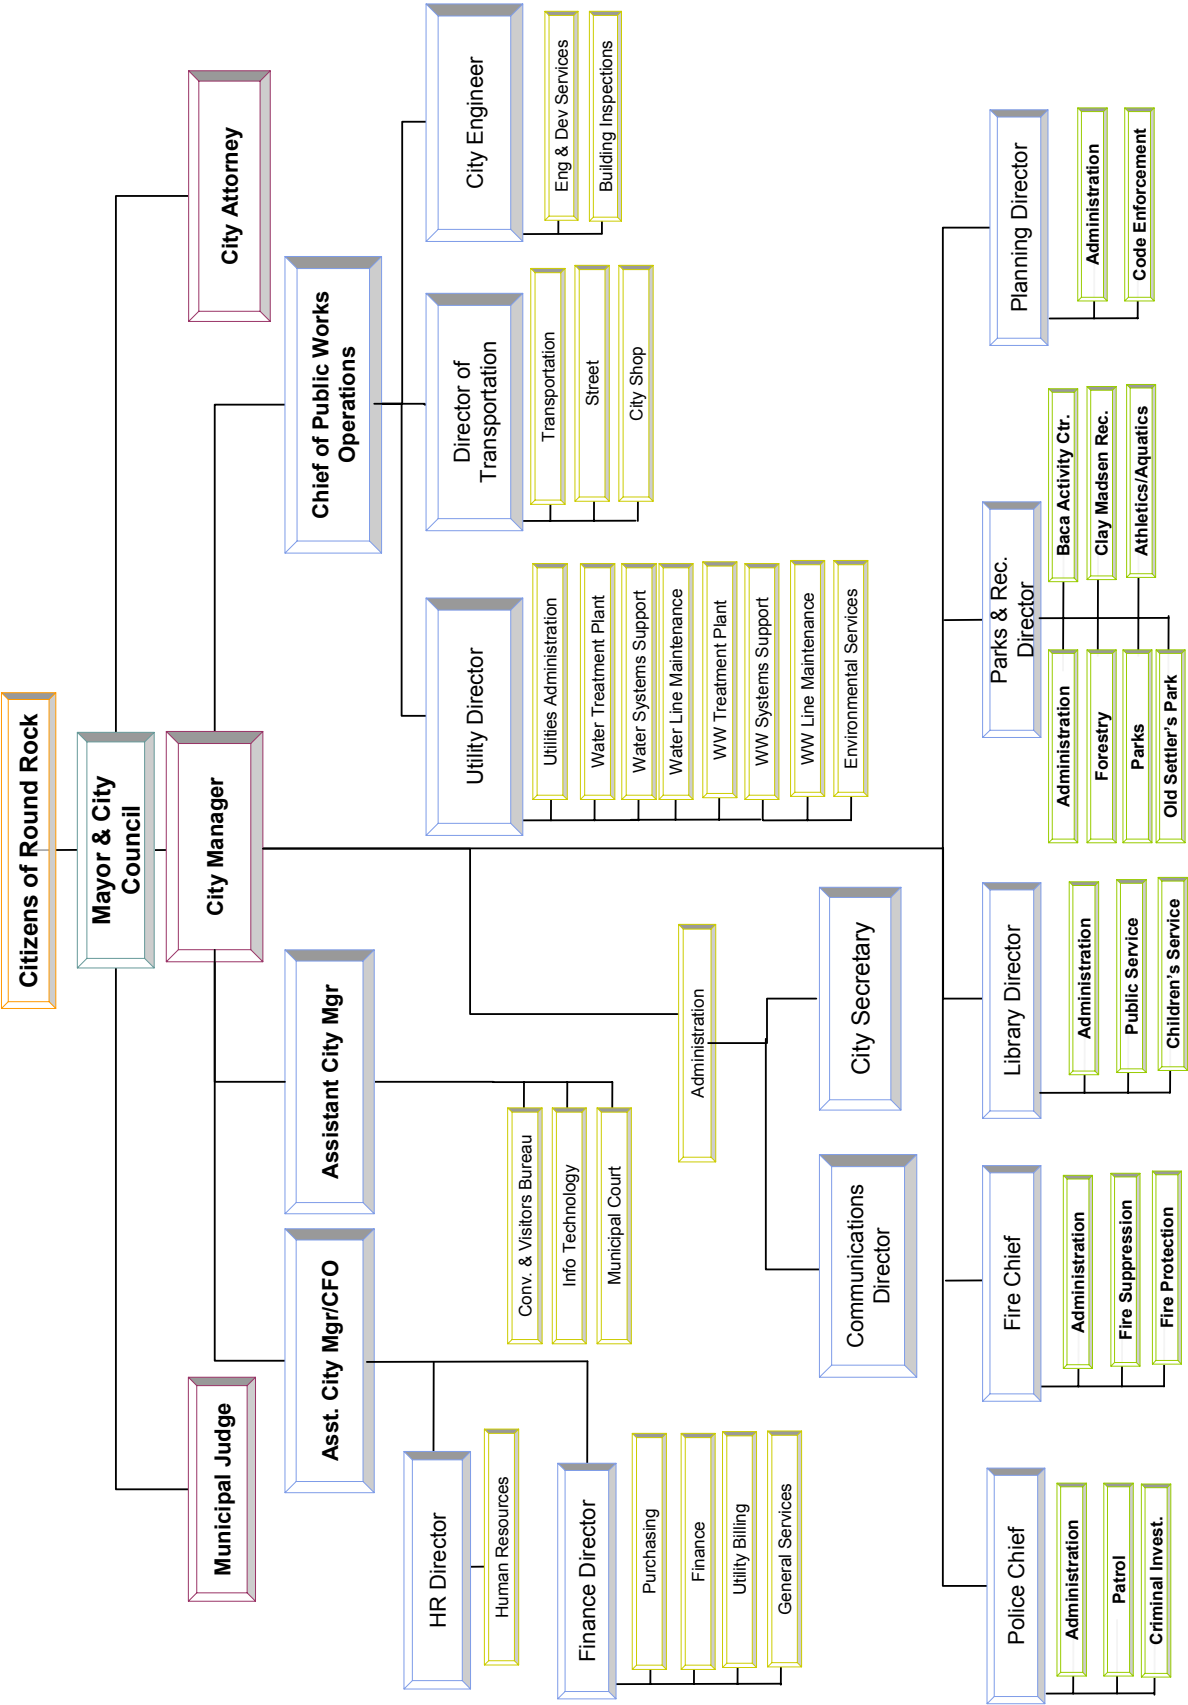 Citizens of Round Rock
Mayor & City
Council
Municipal Judge
City Manager
City Attorney
Asst. City Mgr/CFO
Assistant City Mgr
Chief of Public Works
Operations
HR Director
Human Resources
Finance Director
Purchasing
Finance
Utility Billing
General Services
Conv. & Visitors Bureau
Info Technology
Municipal Court
Utility Director
Utilities Administration
Water Treatment Plant
Water Systems Support
Water Line Maintenance
WW Treatment Plant
WW Systems Support
WW Line Maintenance
Environmental Services
Director of
Transportation
Transportation
Street
City Shop
City Engineer
Eng & Dev Services
Building Inspections
Administration
Communications
Director
City Secretary
Police Chief
Administration
Patrol
Criminal Invest.
Fire Chief
Administration
Fire Suppression
Fire Protection
Library Director
Administration
Public Service
Children's Service
Parks & Rec.
Director
Administration
Forestry
Parks
Old Settler's Park
Baca Activity Ctr.
Clay Madsen Rec.
Athletics/Aquatics
Planning Director
Administration
Code Enforcement